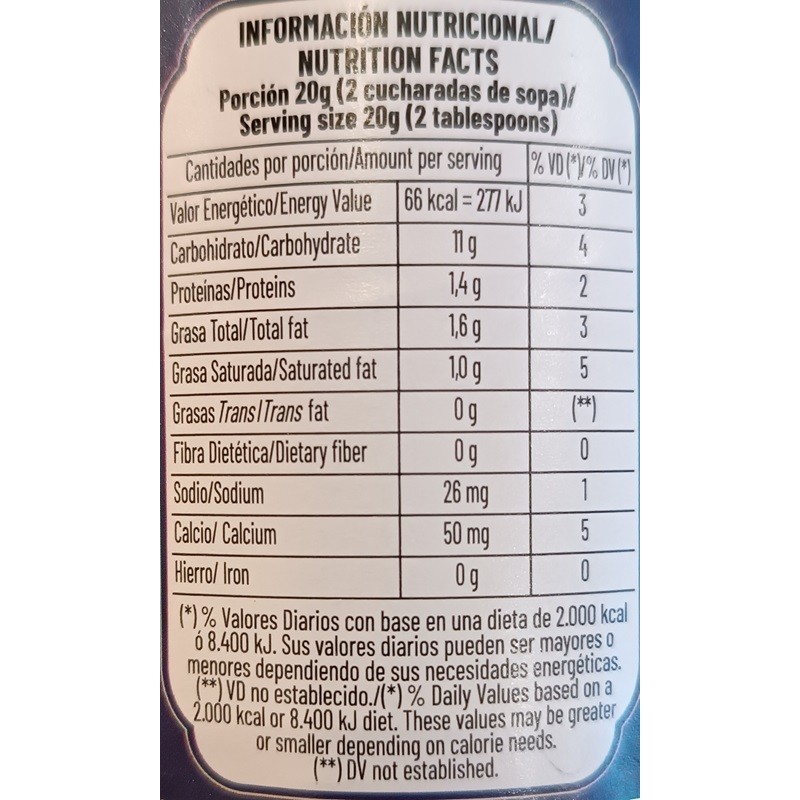 INFORMACIÓN NUTRICIONAL/
NUTRITION FACTS
Porción 20g (2 cucharadas de sopa)/
Serving size 20g (2 tablespoons)
Cantidades por porción/Amount per serving % VD (*)/% DV (*)
Valor Energético/Energy Value 66 kcal = 277 kJ 3
Carbohidrato/Carbohydrate 11 g 4
Proteínas/Proteins 1,4 g 2
Grasa Total/Total fat 1,6 g 3
Grasa Saturada/Saturated fat 1,0 g 5
Grasas Trans/Trans fat 0 g (**)
Fibra Dietética/Dietary fiber 0 g 0
Sodio/Sodium 26 mg 1
Calcio/ Calcium 50 mg 5
Hierro/ Iron 0 g 0
(*) % Valores Diarios con base en una dieta de 2.000 kcal
ó 8.400 kJ. Sus valores diarios pueden ser mayores o
menores dependiendo de sus necesidades energéticas.
(**) VD no establecido./(*) % Daily Values based on a
2.000 kcal or 8.400 kJ diet. These values may be greater
or smaller depending on calorie needs.
(**) DV not established.